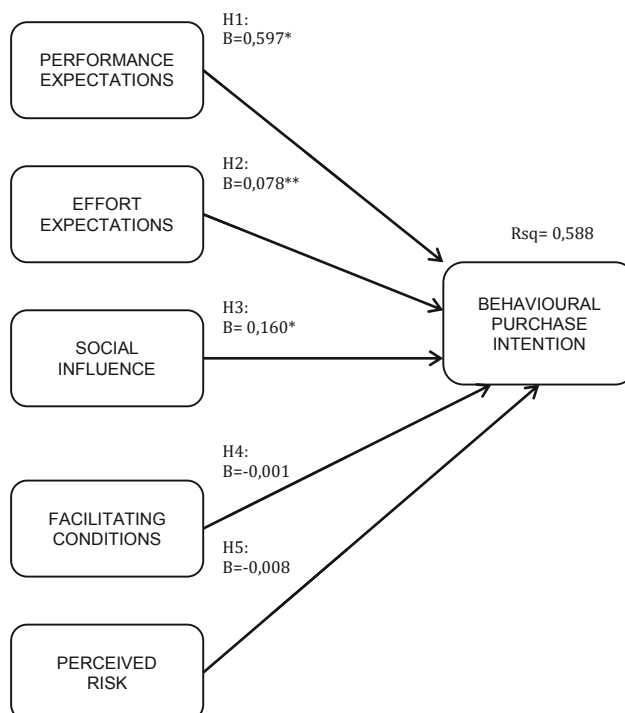 H1:
B=0,597*
PERFORMANCE
EXPECTATIONS
H2:
B=0,078**
EFFORT
EXPECTATIONS
Rsq= 0,588
H3:
B= 0,160*
SOCIAL
INFLUENCE
BEHAVIOURAL
PURCHASE
INTENTION
H4:
B=-0,001
FACILITATING
CONDITIONS
H5:
B=-0,008
PERCEIVED
RISK